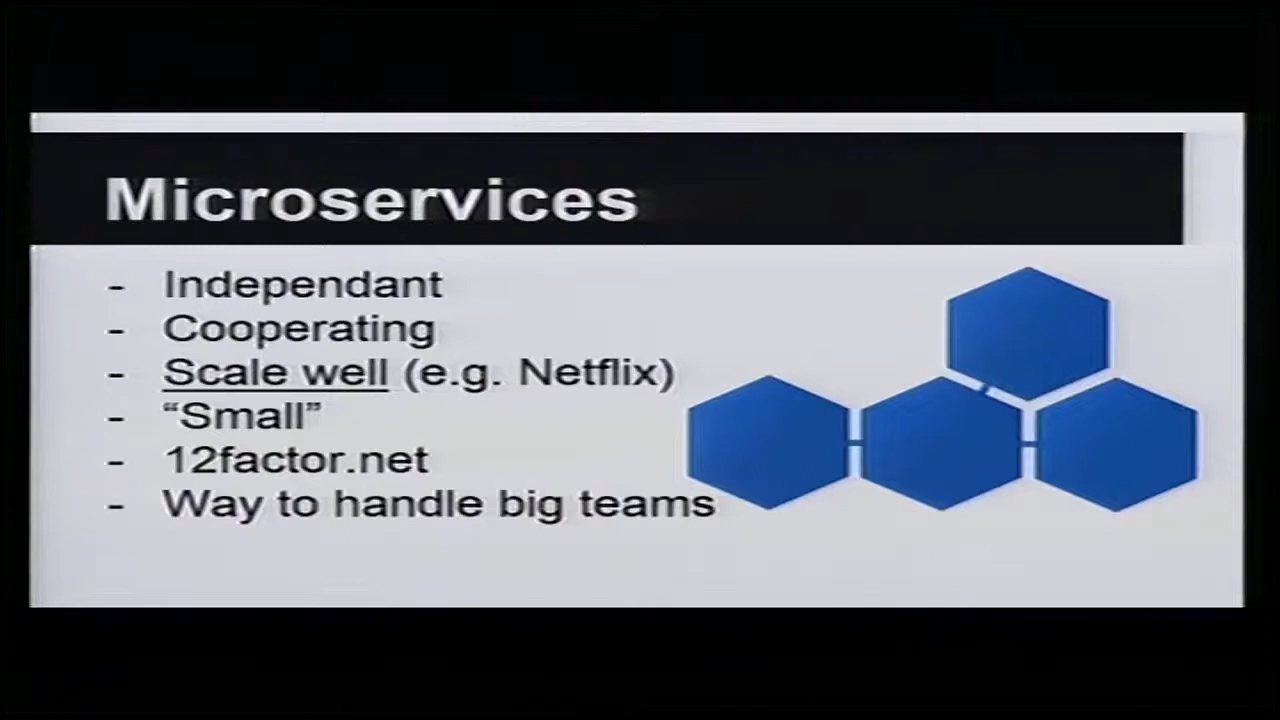 Microservices
- Independant
- Cooperating
- Scale well (e.g. Netflix)
- “Small”
- 12factor.net
- Way to handle big teams